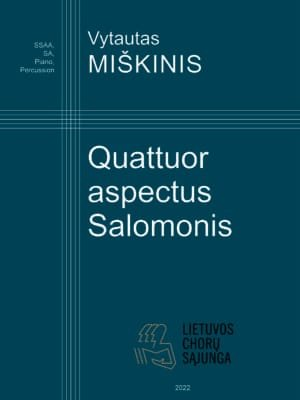 SSAA,
SA,
Piano,
Percussion
Vytautas
MIŠKINIS
Quattuor
aspectus
Salomonis
LIETUVOS
CHORŲ
SĄJUNGA
2022